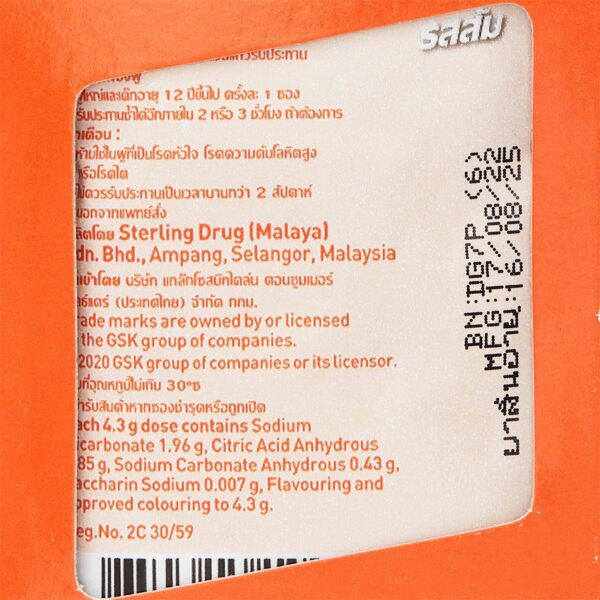 รสส้ม
รับประทาน
ใหญ่และเด็กอายุ 12 ปีขึ้นไป ครั้งละ 1 ซอง
รับประทานซ้ำได้อีกภายใน 2 หรือ 3 ชั่วโมง ถ้าต้องการ
เตือน :
ห้ามใช้ในผู้ที่เป็นโรคหัวใจ โรคความดันโลหิตสูง
หรือโรคไต
ไม่ควรรับประทานเป็นเวลานานกว่า 2 สัปดาห์
นอกจากแพทย์สั่ง
ผลิตโดย Sterling Drug (Malaya)
dn. Bhd., Ampang, Selangor, Malaysia
เข้าโดย บริษัท แกล็กโซสมิทไคล์น คอนซูมเมอร์
ธ์แคร์ (ประเทศไทย) จำกัด กทม.
rade marks are owned by or licensed
the GSK group of companies.
2020 GSK group of companies or its licensor.
ที่อุณหภูมิไม่เกิน 30°ซ
รับสินค้าหากซองชำรุดหรือถูกเปิด
ach 4.3 g dose contains Sodium
icarbonate 1.96 g, Citric Acid Anhydrous
85 g, Sodium Carbonate Anhydrous 0.43 g,
accharin Sodium 0.007 g, Flavouring and
pproved colouring to 4.3 g.
eg.No. 2C 30/59
BN:DG7P (6)
MFG:17/08/22
ยาสิ้นอายุ:16/08/25